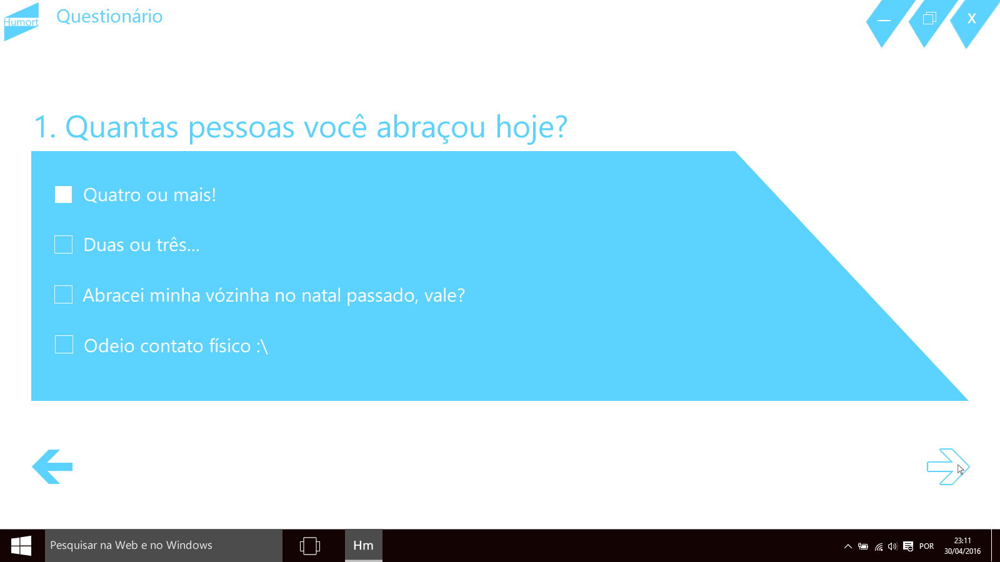 Humort
Questionário
X
1. Quantas pessoas você abraçou hoje?
Quatro ou mais!
Duas ou três...
Abracei minha vózinha no natal passado, vale?
Odeio contato físico :\
Pesquisar na Web e no Windows
Hm
POR
23:11
30/04/2016